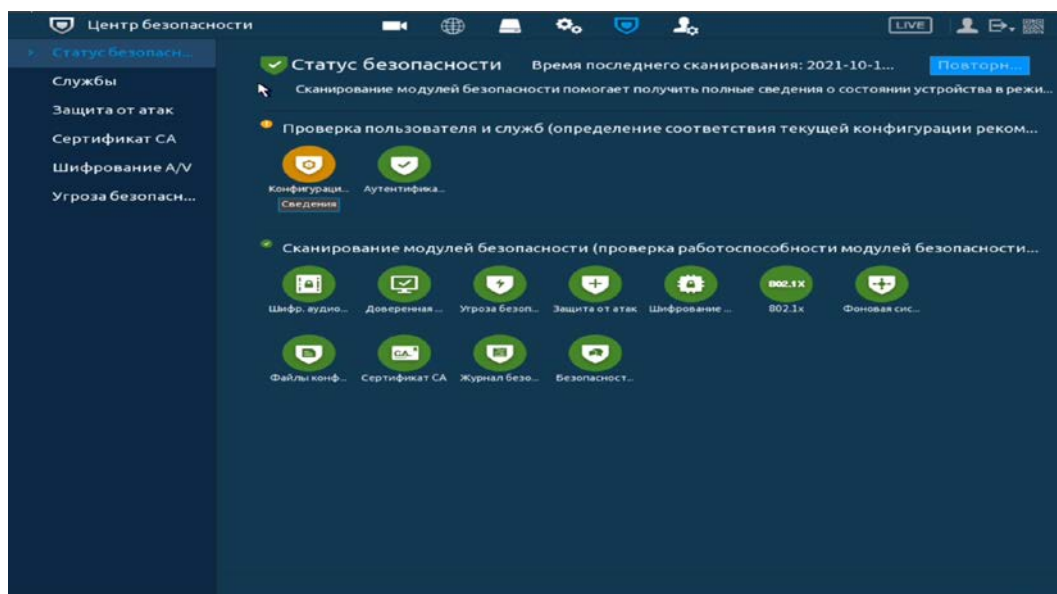 Центр безопасности
LIVE
Статус безопасн...
Службы
Защита от атак
Сертификат CA
Шифрование A/V
Угроза безопасн...
Статус безопасности
Время последнего сканирования: 2021-10-1...
Повторн...
Сканирование модулей безопасности помогает получить полные сведения о состоянии устройства в режи...
Проверка пользователя и служб (определение соответствия текущей конфигурации реком...
Конфигураци...
Аутентифика...
Сведения
Сканирование модулей безопасности (проверка работоспособности модулей безопасности...
802.1X
Шифр. аудио...
Доверенная ...
Угроза безоп...
Защита от атак
Шифрование ...
802.1x
Фоновая сис...
CA
Файлы конф...
Сертификат CA
Журнал безо...
Безопасност...